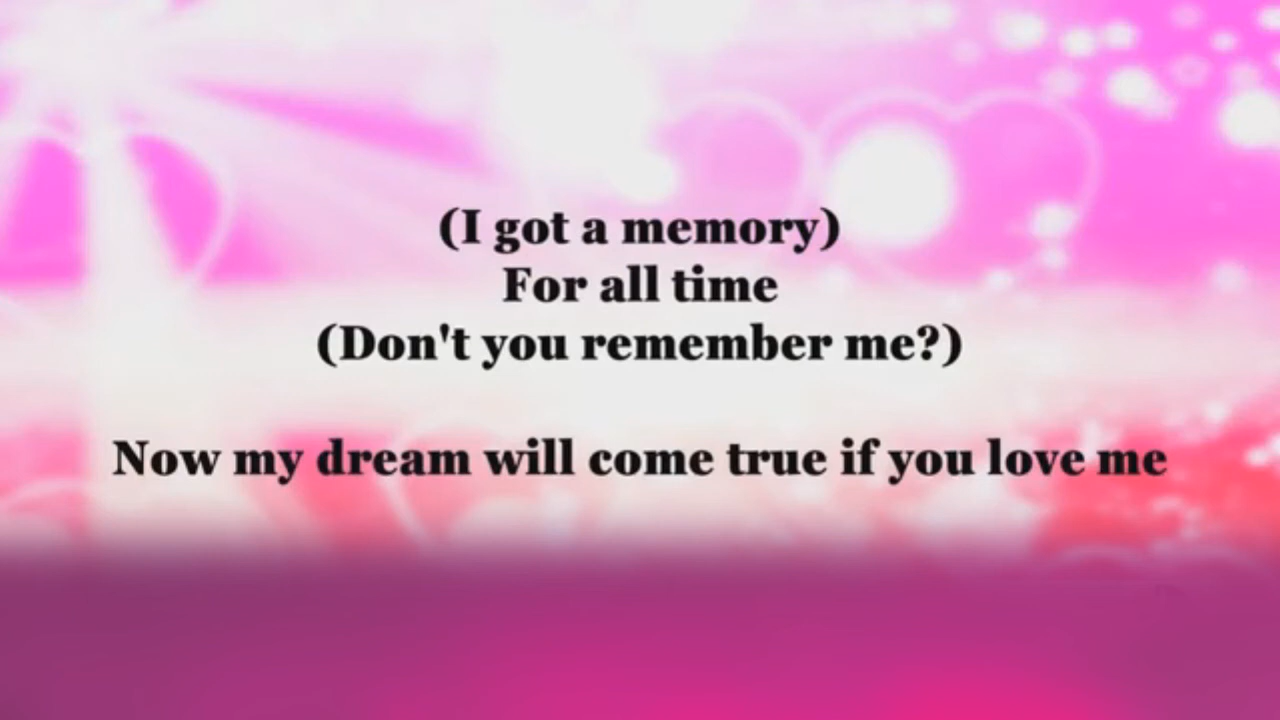 (I got a memory)
For all time
(Don't you remember me?)
Now my dream will come true if you love me